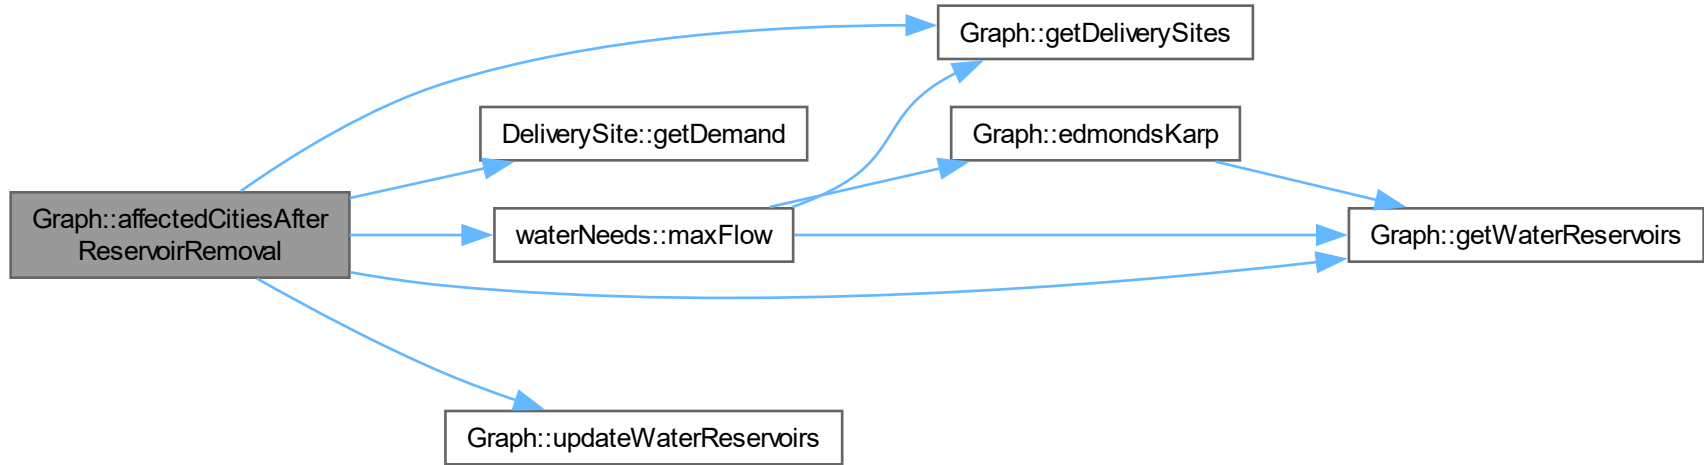 Graph::getDeliverySites
DeliverySite::getDemand
Graph::edmondsKarp
Graph::affectedCitiesAfter
ReservoirRemoval
waterNeeds::maxFlow
Graph::getWaterReservoirs
Graph::updateWaterReservoirs